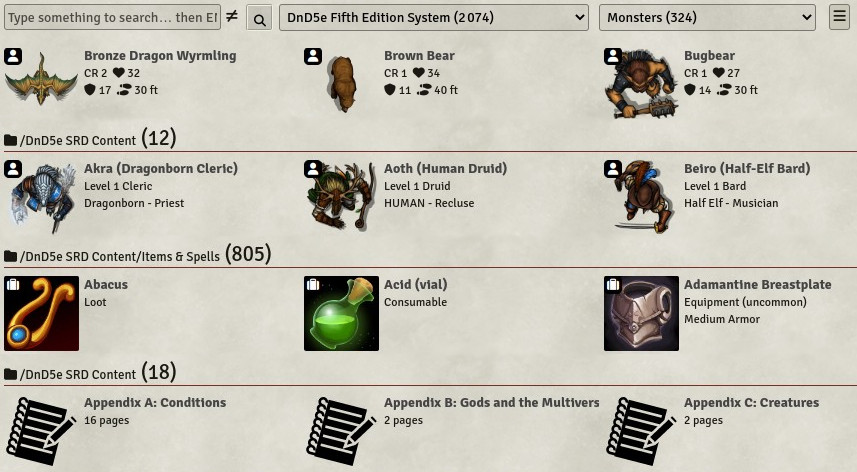 Type something to search... then EN
≠
DnD5e Fifth Edition System (2074)
Monsters (324)
Bronze Dragon Wyrmling
CR 2 32
17 30 ft
Brown Bear
CR 1 34
11 40 ft
Bugbear
CR 1 27
14 30 ft
/DnD5e SRD Content (12)
Akra (Dragonborn Cleric)
Level 1 Cleric
Dragonborn - Priest
Aoth (Human Druid)
Level 1 Druid
HUMAN - Recluse
Beiro (Half-Elf Bard)
Level 1 Bard
Half Elf - Musician
/DnD5e SRD Content/Items & Spells (805)
Abacus
Loot
Acid (vial)
Consumable
Adamantine Breastplate
Equipment (uncommon)
Medium Armor
/DnD5e SRD Content (18)
Appendix A: Conditions
16 pages
Appendix B: Gods and the Multivers
2 pages
Appendix C: Creatures
2 pages